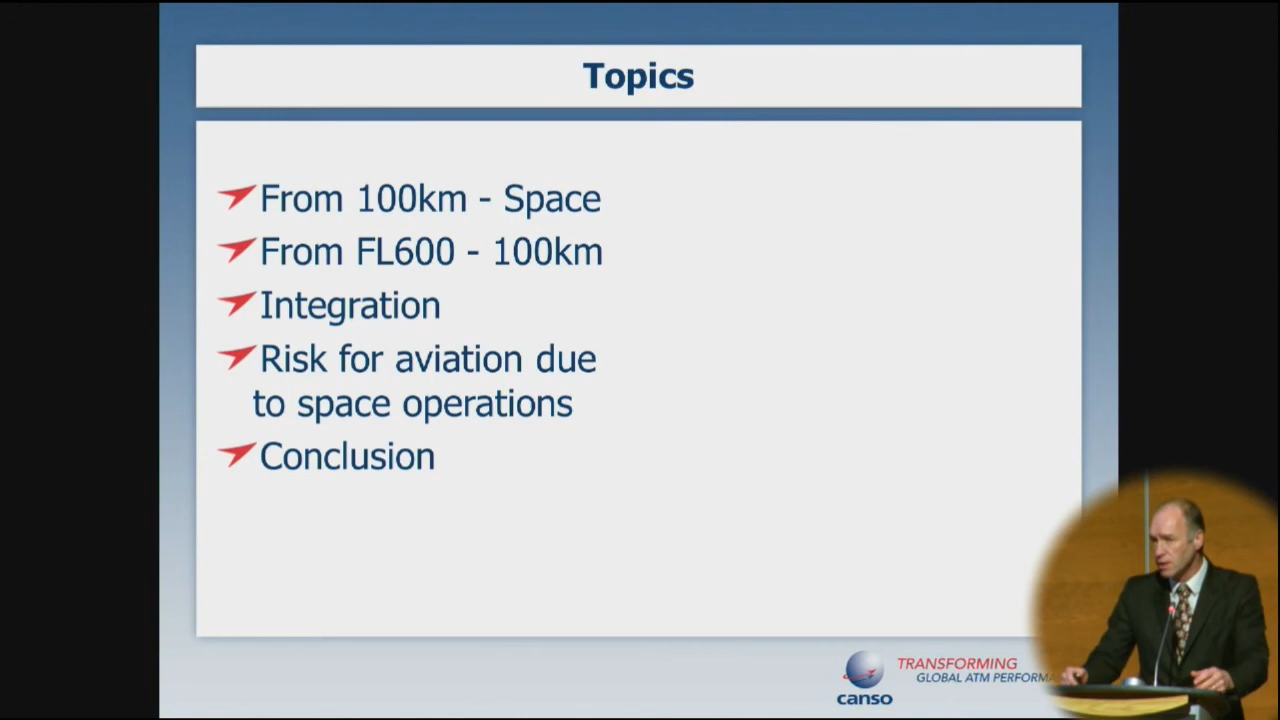 Topics
From 100km - Space
From FL600 - 100km
Integration
Risk for aviation due
to space operations
Conclusion
TRANSFORMING
GLOBAL ATM
canso